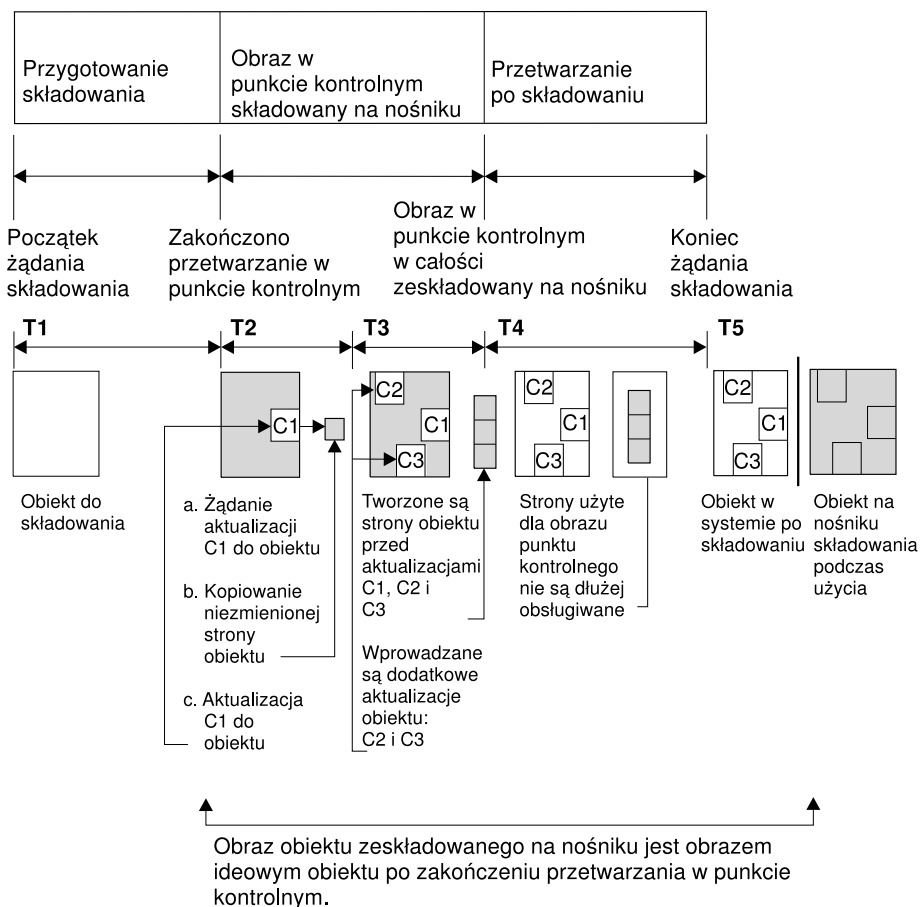 Przygotowanie
składowania
Obraz w
punkcie kontrolnym
składowany na nośniku
Przetwarzanie
po składowaniu
Początek
żądania
składowania
Zakończono
przetwarzanie w
punkcie kontrolnym
Obraz w
punkcie kontrolnym
w całości
zeskładowany na nośniku
Koniec
żądania
składowania
T1
T2
T3
T4
T5
C1
C2
C1
C3
C2
C1
C3
C2
C1
C3
Obiekt do
składowania
a. Żądanie
aktualizacji
C1 do obiektu
b. Kopiowanie
niezmienionej
strony
obiektu
c. Aktualizacja
C1 do
obiektu
Tworzone są
strony obiektu
przed
aktualizacjami
C1, C2 i
C3
Wprowadzane
są dodatkowe
aktualizacje
obiektu:
C2 i C3
Strony użyte
dla obrazu
punktu
kontrolnego
nie są dłużej
obsługiwane
Obiekt w
systemie po
składowaniu
Obiekt na
nośniku
składowania
podczas
użycia
Obraz obiektu zeskładowanego na nośniku jest obrazem
ideowym obiektu po zakończeniu przetwarzania w punkcie
kontrolnym.